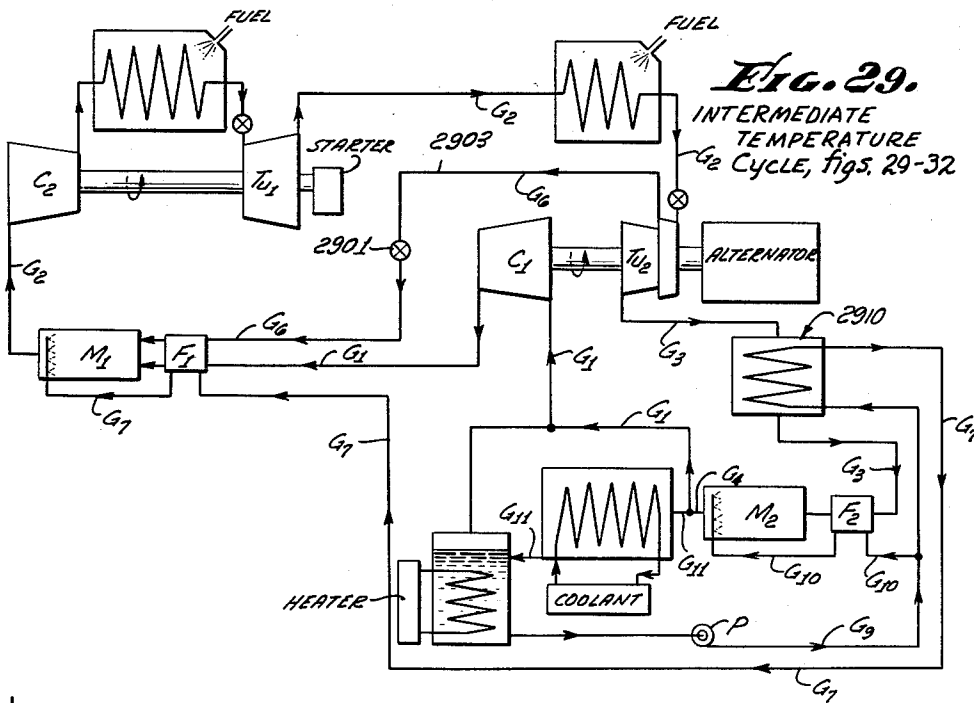 FUEL
FUEL
FIG. 29.
INTERMEDIATE
TEMPERATURE
Cycle, figs. 29-32
G2
2903
STARTER
C2
Tu1
G2
G6
2901
C1
Tu2
ALTERNATOR
G2
G6
G3
2910
M1
F1
G1
G1
G7
G7
G1
G7
G3
G4
M2
F2
G11
G11
G10
G10
HEATER
COOLANT
P
G9
G7